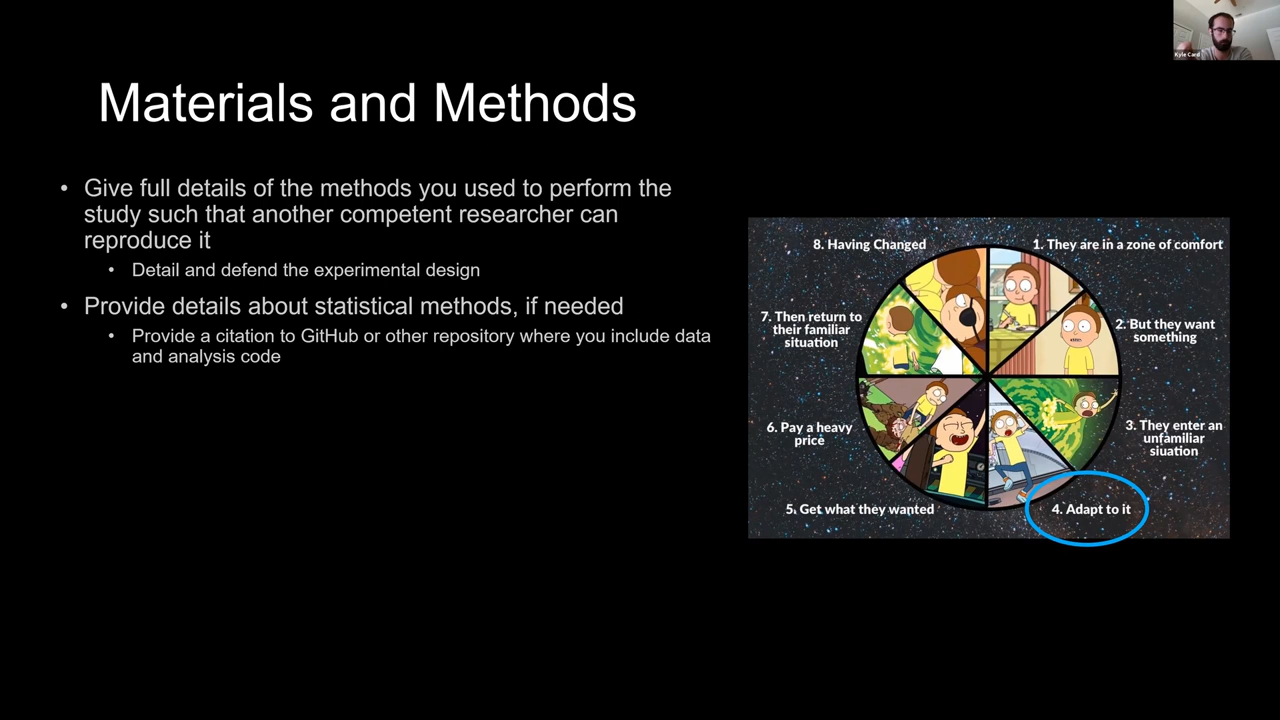 Kyle Card
Materials and Methods
• Give full details of the methods you used to perform the
study such that another competent researcher can
reproduce it
• Detail and defend the experimental design
• Provide details about statistical methods, if needed
• Provide a citation to GitHub or other repository where you include data
and analysis code
8. Having Changed
1. They are in a zone of comfort
7. Then return to
their familiar
situation
2. But they want
something
6. Pay a heavy
price
3. They enter an
unfamiliar
siuation
5. Get what they wanted
4. Adapt to it